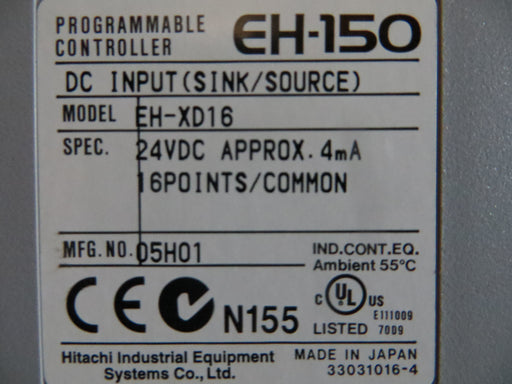 PROGRAMMABLE CONTROLLER EH-150
DC INPUT(SINK/SOURCE)
MODEL EH-XD16
SPEC. 24VDC APPROX. 4mA
16POINTS/COMMON
MFG.NO. 05H01
IND.CONT.EQ.
Ambient 55°C
CE N155
C UL US
E111009
LISTED 7009
Hitachi Industrial Equipment
Systems Co., Ltd.
MADE IN JAPAN
33031016-4